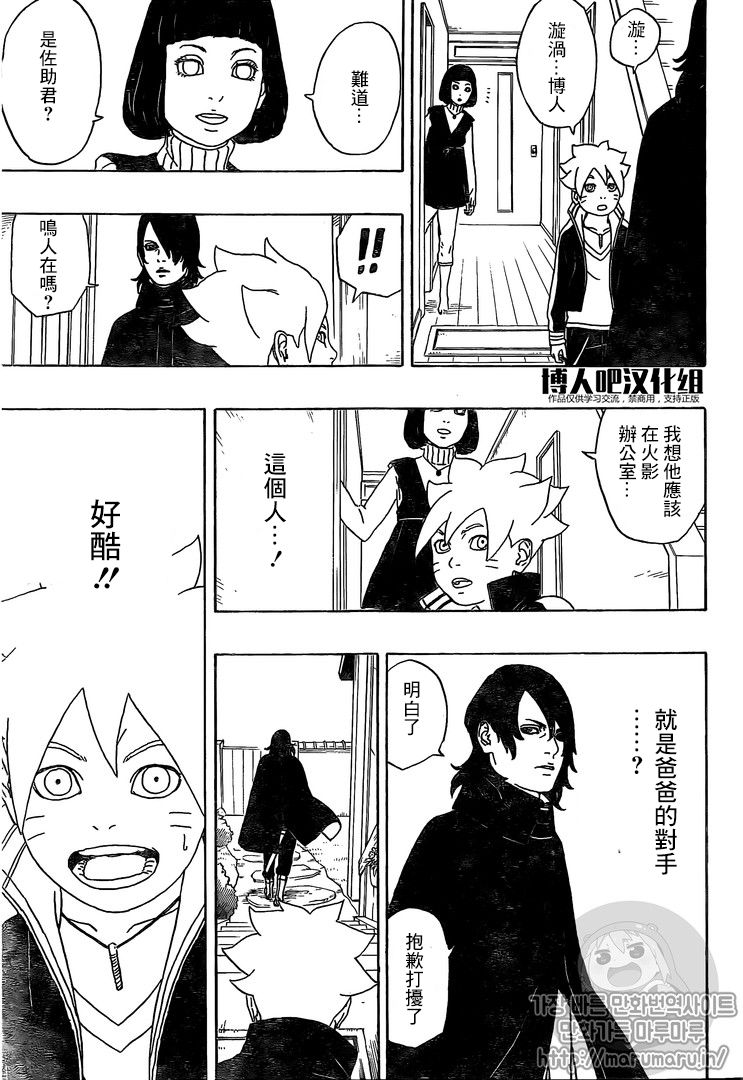 漩…
漩渦…博人
難道…
是佐助君？
!!
鳴人在嗎？
博人吧汉化组
作品仅供学习交流，禁商用，支持正版
我想他應該
在火影
辦公室…
這個人…！
好酷!!
就是爸爸的對手
……？
明白了
抱歉打擾了
가장 빠른 만화번역사이트
만화가득 마루마루
http://marumaru.in/